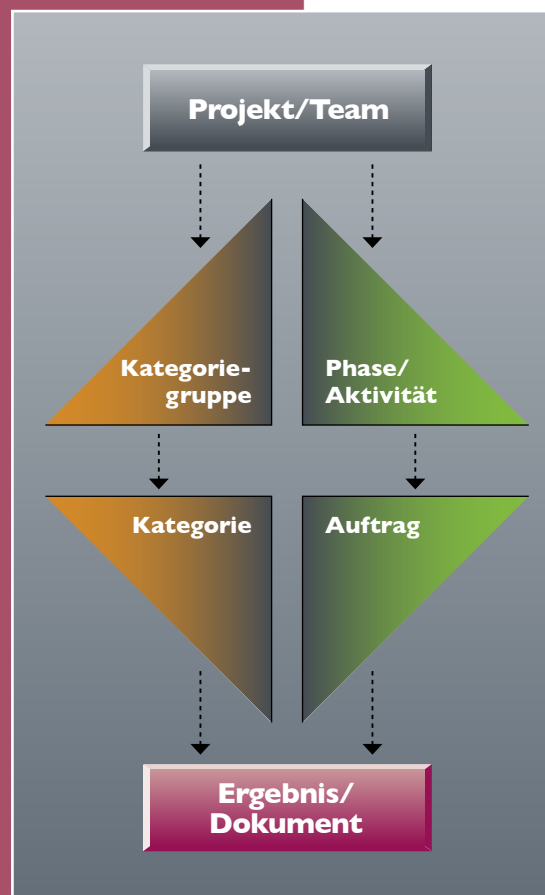 Projekt/Team
Kategorie-
gruppe
Phase/
Aktivität
Kategorie
Auftrag
Ergebnis/
Dokument